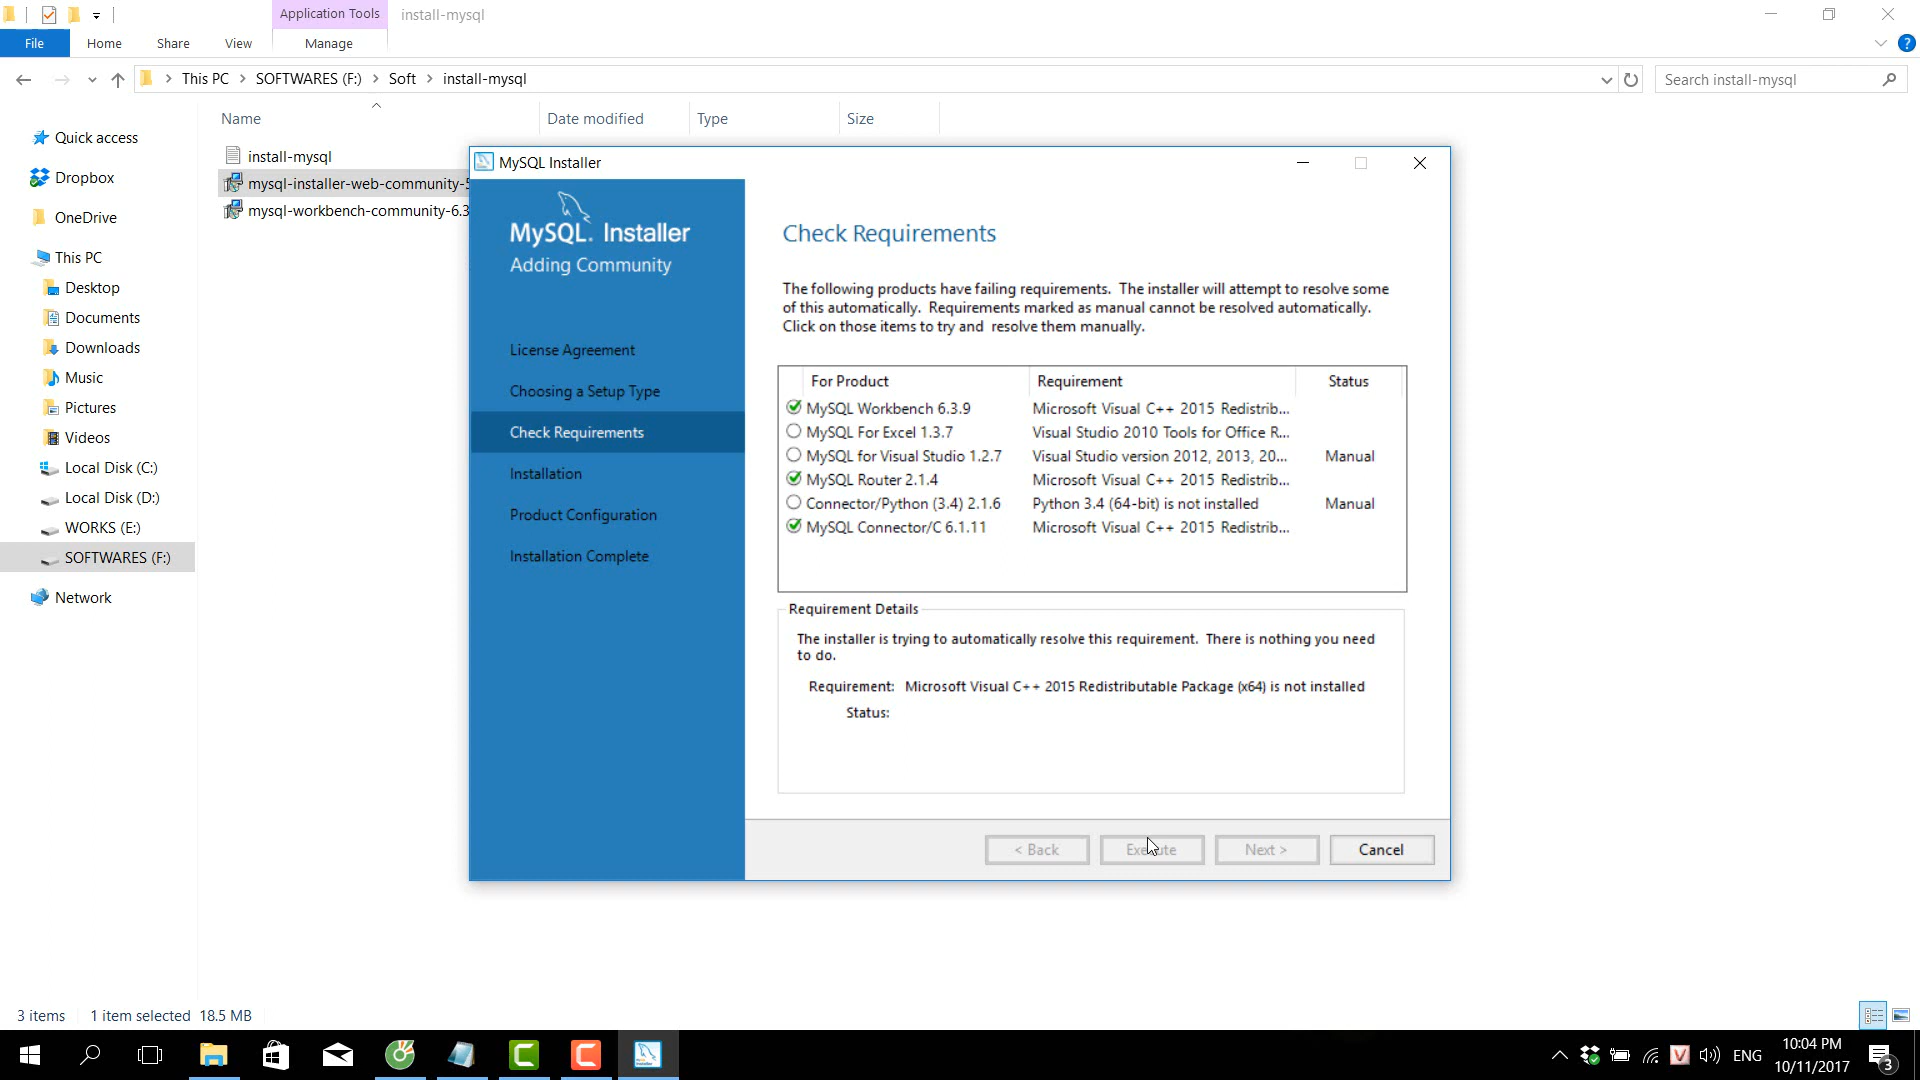 Application Tools
install-mysql
File
Home
Share
View
Manage
This PC
SOFTWARES (F:)
Soft
install-mysql
Search install-mysql
Name
Date modified
Type
Size
Quick access
Dropbox
OneDrive
This PC
Desktop
Documents
Downloads
Music
Pictures
Videos
Local Disk (C:)
Local Disk (D:)
WORKS (E:)
SOFTWARES (F:)
Network
install-mysql
mysql-installer-web-community-5
mysql-workbench-community-6.3
MySQL Installer
MySQL. Installer
Adding Community
License Agreement
Choosing a Setup Type
Check Requirements
Installation
Product Configuration
Installation Complete
Check Requirements
The following products have failing requirements. The installer will attempt to resolve some
of this automatically. Requirements marked as manual cannot be resolved automatically.
Click on those items to try and resolve them manually.
For Product Requirement Status
MySQL Workbench 6.3.9 Microsoft Visual C++ 2015 Redistrib...
MySQL For Excel 1.3.7 Visual Studio 2010 Tools for Office R...
MySQL for Visual Studio 1.2.7 Visual Studio version 2012, 2013, 20... Manual
MySQL Router 2.1.4 Microsoft Visual C++ 2015 Redistrib...
Connector/Python (3.4) 2.1.6 Python 3.4 (64-bit) is not installed Manual
MySQL Connector/C 6.1.11 Microsoft Visual C++ 2015 Redistrib...
Requirement Details
The installer is trying to automatically resolve this requirement. There is nothing you need
to do.
Requirement: Microsoft Visual C++ 2015 Redistributable Package (x64) is not installed
Status:
< Back
Execute
Next >
Cancel
3 items
1 item selected 18.5 MB
ENG
10:04 PM
10/11/2017
3